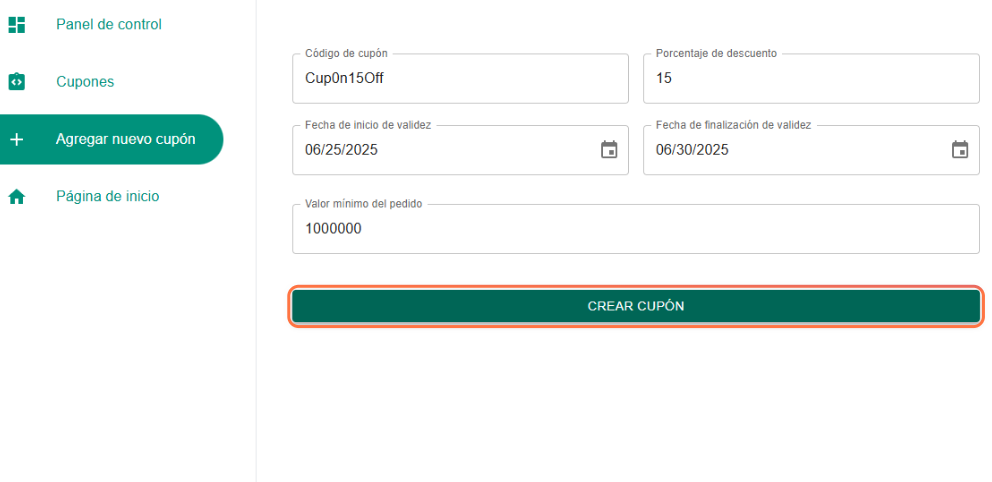 Panel de control
Cupones
Agregar nuevo cupón
Página de inicio
Código de cupón
Cup0n15Off
Porcentaje de descuento
15
Fecha de inicio de validez
06/25/2025
Fecha de finalización de validez
06/30/2025
Valor mínimo del pedido
1000000
CREAR CUPÓN